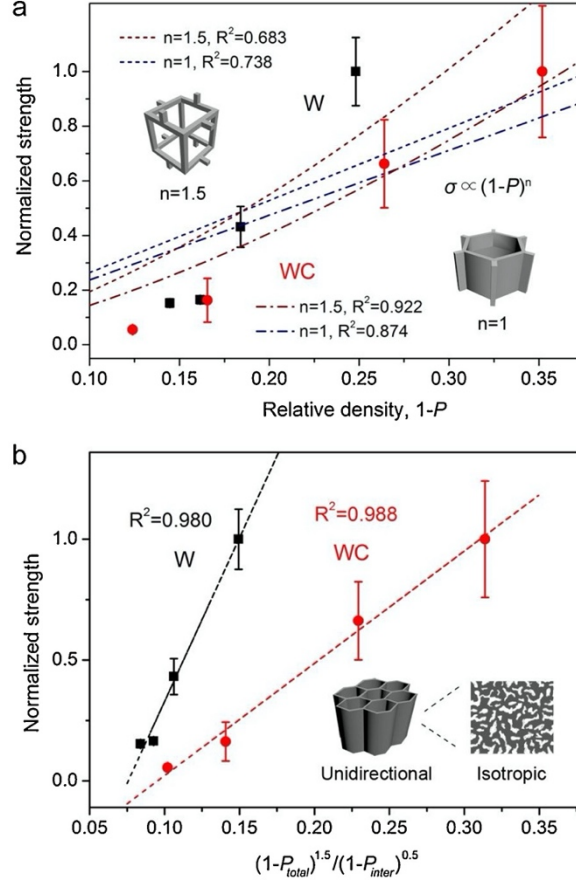 a
n=1.5, R²=0.683
n=1, R²=0.738
W
n=1.5
σ ∝ (1-P)ⁿ
WC
n=1.5, R²=0.922
n=1, R²=0.874
n=1
Normalized strength
1.0
0.8
0.6
0.4
0.2
0.0
0.10 0.15 0.20 0.25 0.30 0.35
Relative density, 1-P
b
R²=0.980
W
R²=0.988
WC
Unidirectional
Isotropic
Normalized strength
1.0
0.5
0.0
0.05 0.10 0.15 0.20 0.25 0.30 0.35
(1-Ptotal)¹·⁵/(1-Pinter)⁰·⁵